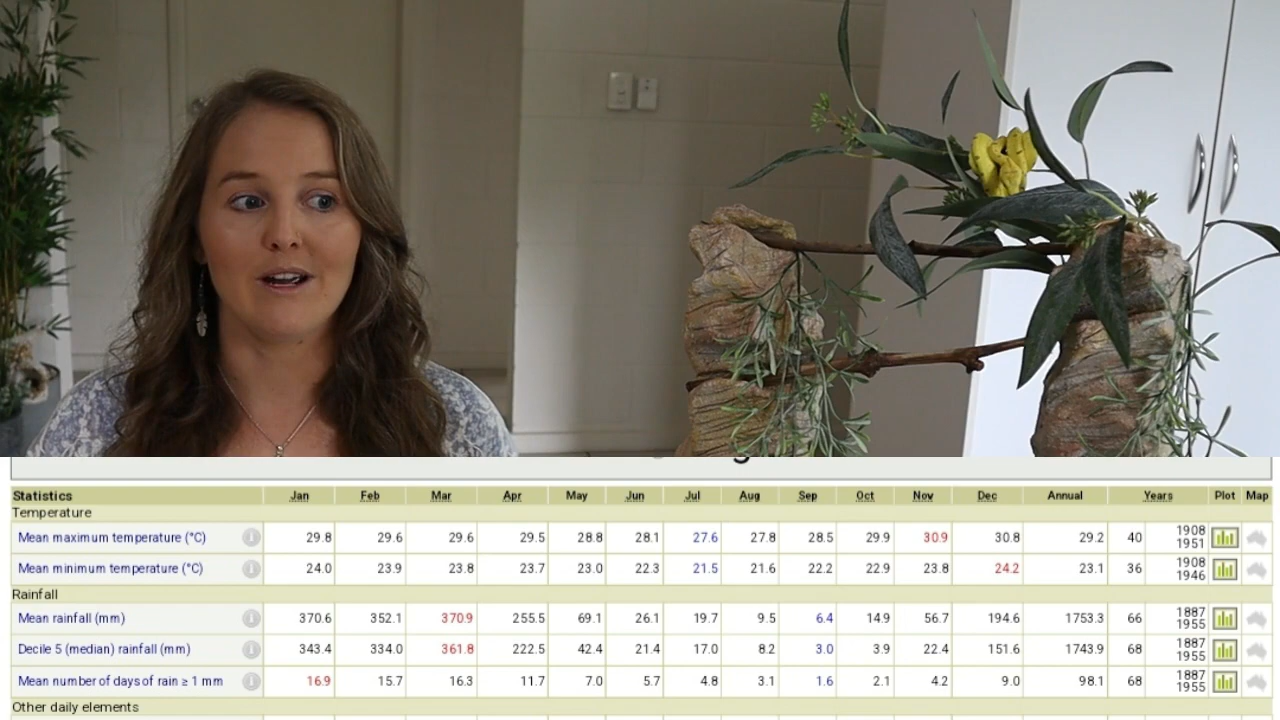 Statistics Jan Feb Mar Apr May Jun Jul Aug Sep Oct Nov Dec Annual Years Plot Map
Temperature
Mean maximum temperature (°C) 29.8 29.6 29.6 29.5 28.8 28.1 27.6 27.8 28.5 29.9 30.9 30.8 29.2 40 1908 1951
Mean minimum temperature (°C) 24.0 23.9 23.8 23.7 23.0 22.3 21.5 21.6 22.2 22.9 23.8 24.2 23.1 36 1908 1946
Rainfall
Mean rainfall (mm) 370.6 352.1 370.9 255.5 69.1 26.1 19.7 9.5 6.4 14.9 56.7 194.6 1753.3 66 1887 1955
Decile 5 (median) rainfall (mm) 343.4 334.0 361.8 222.5 42.4 21.4 17.0 8.2 3.0 3.9 22.4 151.6 1743.9 68 1887 1955
Mean number of days of rain ≥ 1 mm 16.9 15.7 16.3 11.7 7.0 5.7 4.8 3.1 1.6 2.1 4.2 9.0 98.1 68 1887 1955
Other daily elements